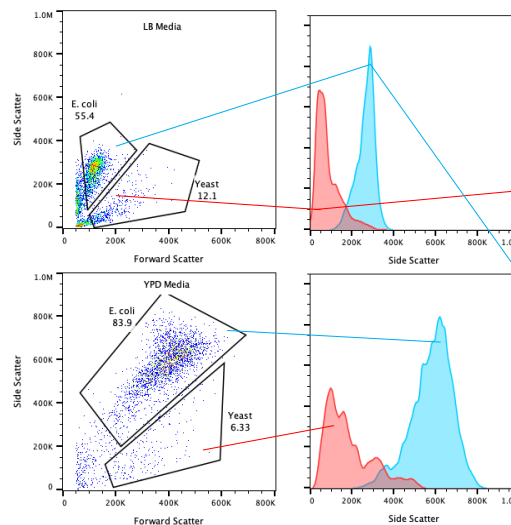 LB Media
1.0M
800K
600K
400K
200K
0
Side Scatter
E. coli
55.4
Yeast
12.1
0 200K 400K 600K 800K
Forward Scatter
0 200K 400K 600K 800K
Side Scatter
YPD Media
1.0M
800K
600K
400K
200K
0
Side Scatter
E. coli
83.9
Yeast
6.33
0 200K 400K 600K 800K
Forward Scatter
0 200K 400K 600K 800K 1.0M
Side Scatter